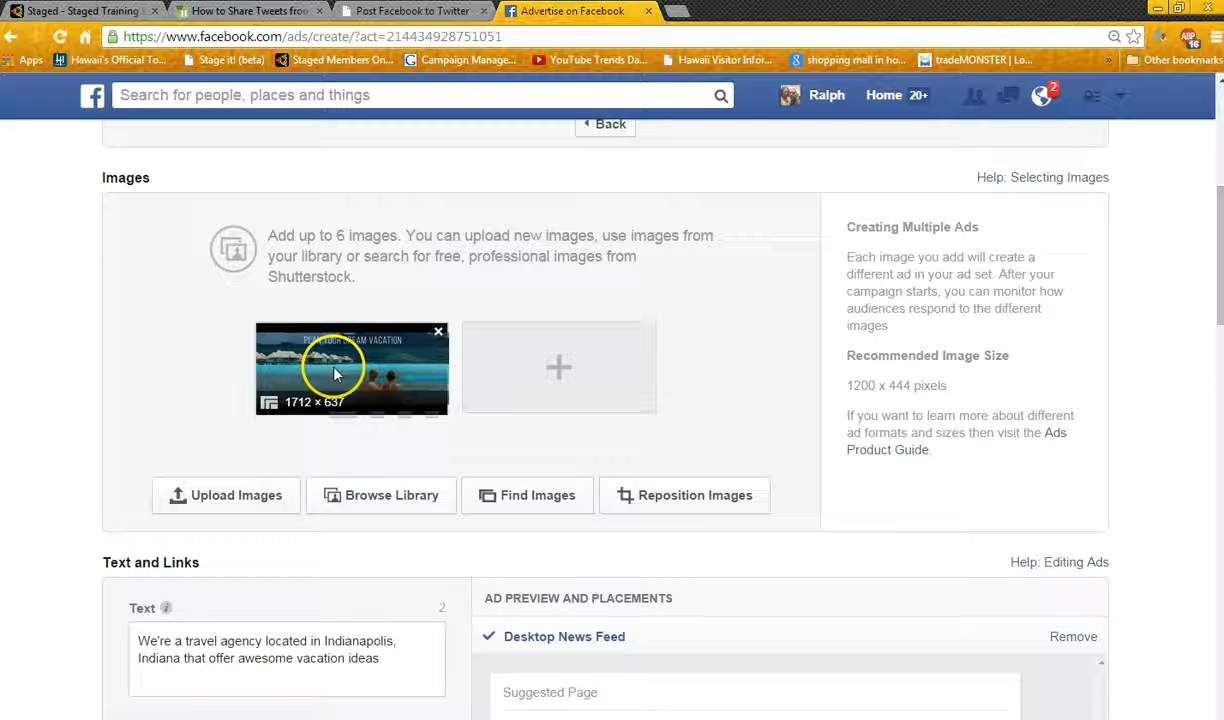 Staged - Staged Training
How to Share Tweets from
Post Facebook to Twitter
Advertise on Facebook
https://www.facebook.com/ads/create/?act=214434928751051
ABP
16
Apps
Hawaii's Official To...
Stage it! (beta)
Staged Members On...
Campaign Manage...
YouTube Trends Da...
Hawaii Visitor Infor...
shopping mall in ho...
tradeMONSTER | Lo...
»
Other bookmarks
Search for people, places and things
Ralph
Home 20+
2
Back
Images
Help: Selecting Images
Add up to 6 images. You can upload new images, use images from
your library or search for free, professional images from
Shutterstock.
PLAN YOUR DREAM VACATION
1712 × 637
Creating Multiple Ads
Each image you add will create a
different ad in your ad set. After your
campaign starts, you can monitor how
audiences respond to the different
images
Recommended Image Size
1200 x 444 pixels
If you want to learn more about different
ad formats and sizes then visit the Ads
Product Guide.
Upload Images
Browse Library
Find Images
Reposition Images
Text and Links
Help: Editing Ads
Text
2
We're a travel agency located in Indianapolis,
Indiana that offer awesome vacation ideas
AD PREVIEW AND PLACEMENTS
Desktop News Feed
Remove
Suggested Page